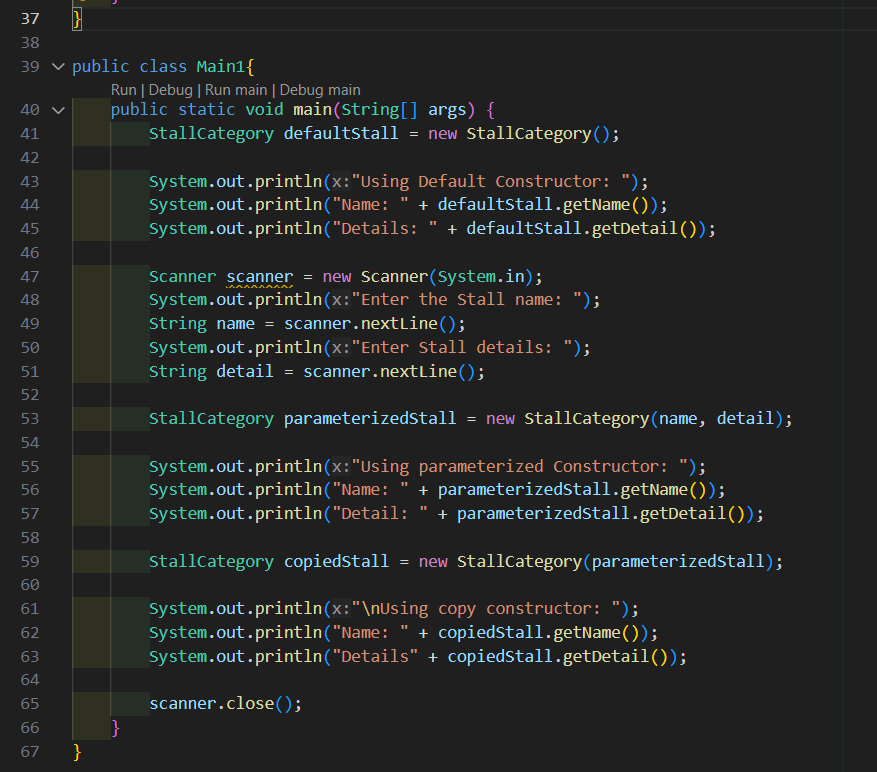 37 }
38
39 public class Main1{
Run | Debug | Run main | Debug main
40 public static void main(String[] args) {
41 StallCategory defaultStall = new StallCategory();
42
43 System.out.println(x:"Using Default Constructor: ");
44 System.out.println("Name: " + defaultStall.getName());
45 System.out.println("Details: " + defaultStall.getDetail());
46
47 Scanner scanner = new Scanner(System.in);
48 System.out.println(x:"Enter the Stall name: ");
49 String name = scanner.nextLine();
50 System.out.println(x:"Enter Stall details: ");
51 String detail = scanner.nextLine();
52
53 StallCategory parameterizedStall = new StallCategory(name, detail);
54
55 System.out.println(x:"Using parameterized Constructor: ");
56 System.out.println("Name: " + parameterizedStall.getName());
57 System.out.println("Detail: " + parameterizedStall.getDetail());
58
59 StallCategory copiedStall = new StallCategory(parameterizedStall);
60
61 System.out.println(x:"\nUsing copy constructor: ");
62 System.out.println("Name: " + copiedStall.getName());
63 System.out.println("Details" + copiedStall.getDetail());
64
65 scanner.close();
66 }
67 }